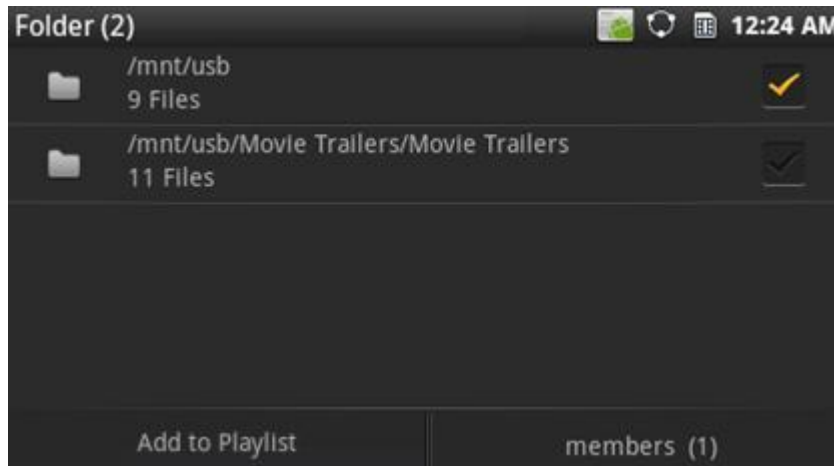 Folder (2)
12:24 AM
/mnt/usb
9 Files
/mnt/usb/Movie Trailers/Movie Trailers
11 Files
Add to Playlist
members (1)